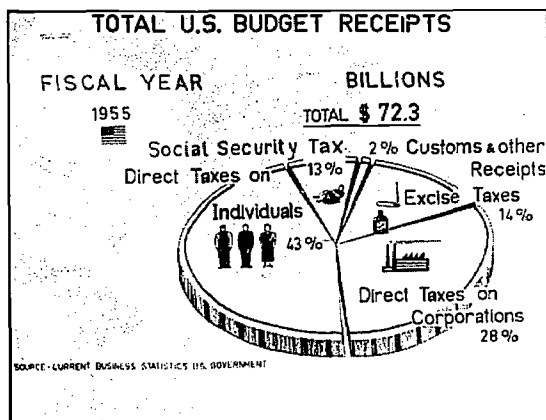 TOTAL U.S. BUDGET RECEIPTS
FISCAL YEAR
1955
BILLIONS
TOTAL $ 72.3
Social Security Tax
13%
2% Customs & other
Receipts
Direct Taxes on
Individuals
43%
Excise Taxes
14%
Direct Taxes on
Corporations
28%
SOURCE - CURRENT BUSINESS STATISTICS U.S. GOVERNMENT